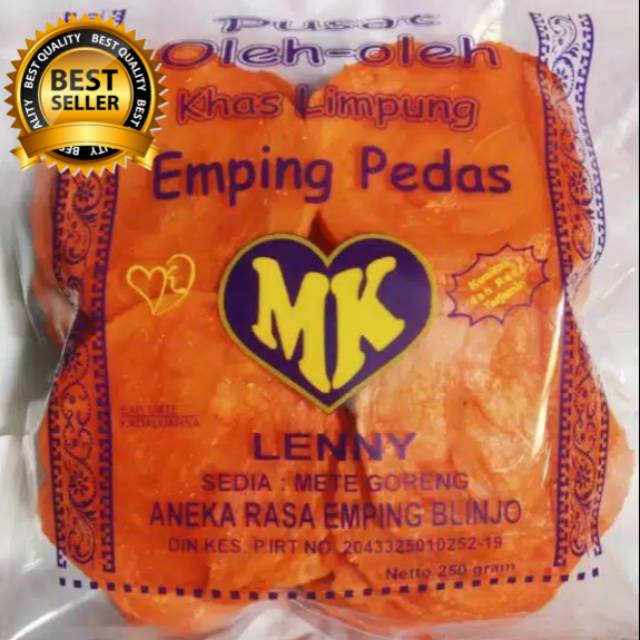 BEST QUALITY
BEST QUALITY
BEST
SELLER
Pusat
Oleh-oleh
Khas Limpung
Emping Pedas
MK
LENNY
SEDIA : METE GORENG
ANEKA RASA EMPING BLINJO
DIN KES. P.IRT NO. 2043325010252-19
Netto 250 gram